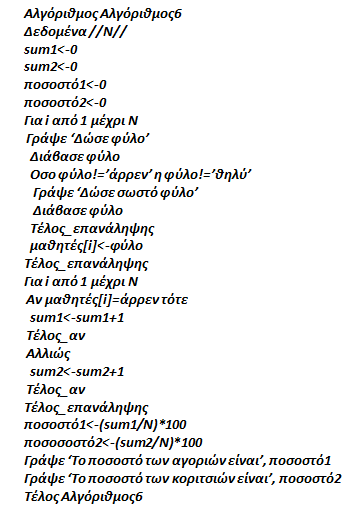 Αλγόριθμος Αλγόριθμος6
Δεδομένα //Ν//
sum1<-0
sum2<-0
ποσοστό1<-0
ποσοστό2<-0
Για i από 1 μέχρι Ν
Γράψε ‘Δώσε φύλο’
Διάβασε φύλο
Οσο φύλο!=’άρρεν’ η φύλο!=’θηλύ’
Γράψε ‘Δώσε σωστό φύλο’
Διάβασε φύλο
Τέλος_επανάληψης
μαθητές[i]<-φύλο
Τέλος_επανάληψης
Για i από 1 μέχρι Ν
Αν μαθητές[i]=άρρεν τότε
sum1<-sum1+1
Τέλος_αν
Αλλιώς
sum2<-sum2+1
Τέλος_αν
Τέλος_επανάληψης
ποσοστό1<-(sum1/N)*100
ποσοσοστό2<-(sum2/N)*100
Γράψε ‘Το ποσοστό των αγοριών είναι’, ποσοστό1
Γράψε ‘Το ποσοστό των κοριτσιών είναι’, ποσοστό2
Τέλος Αλγόριθμος6